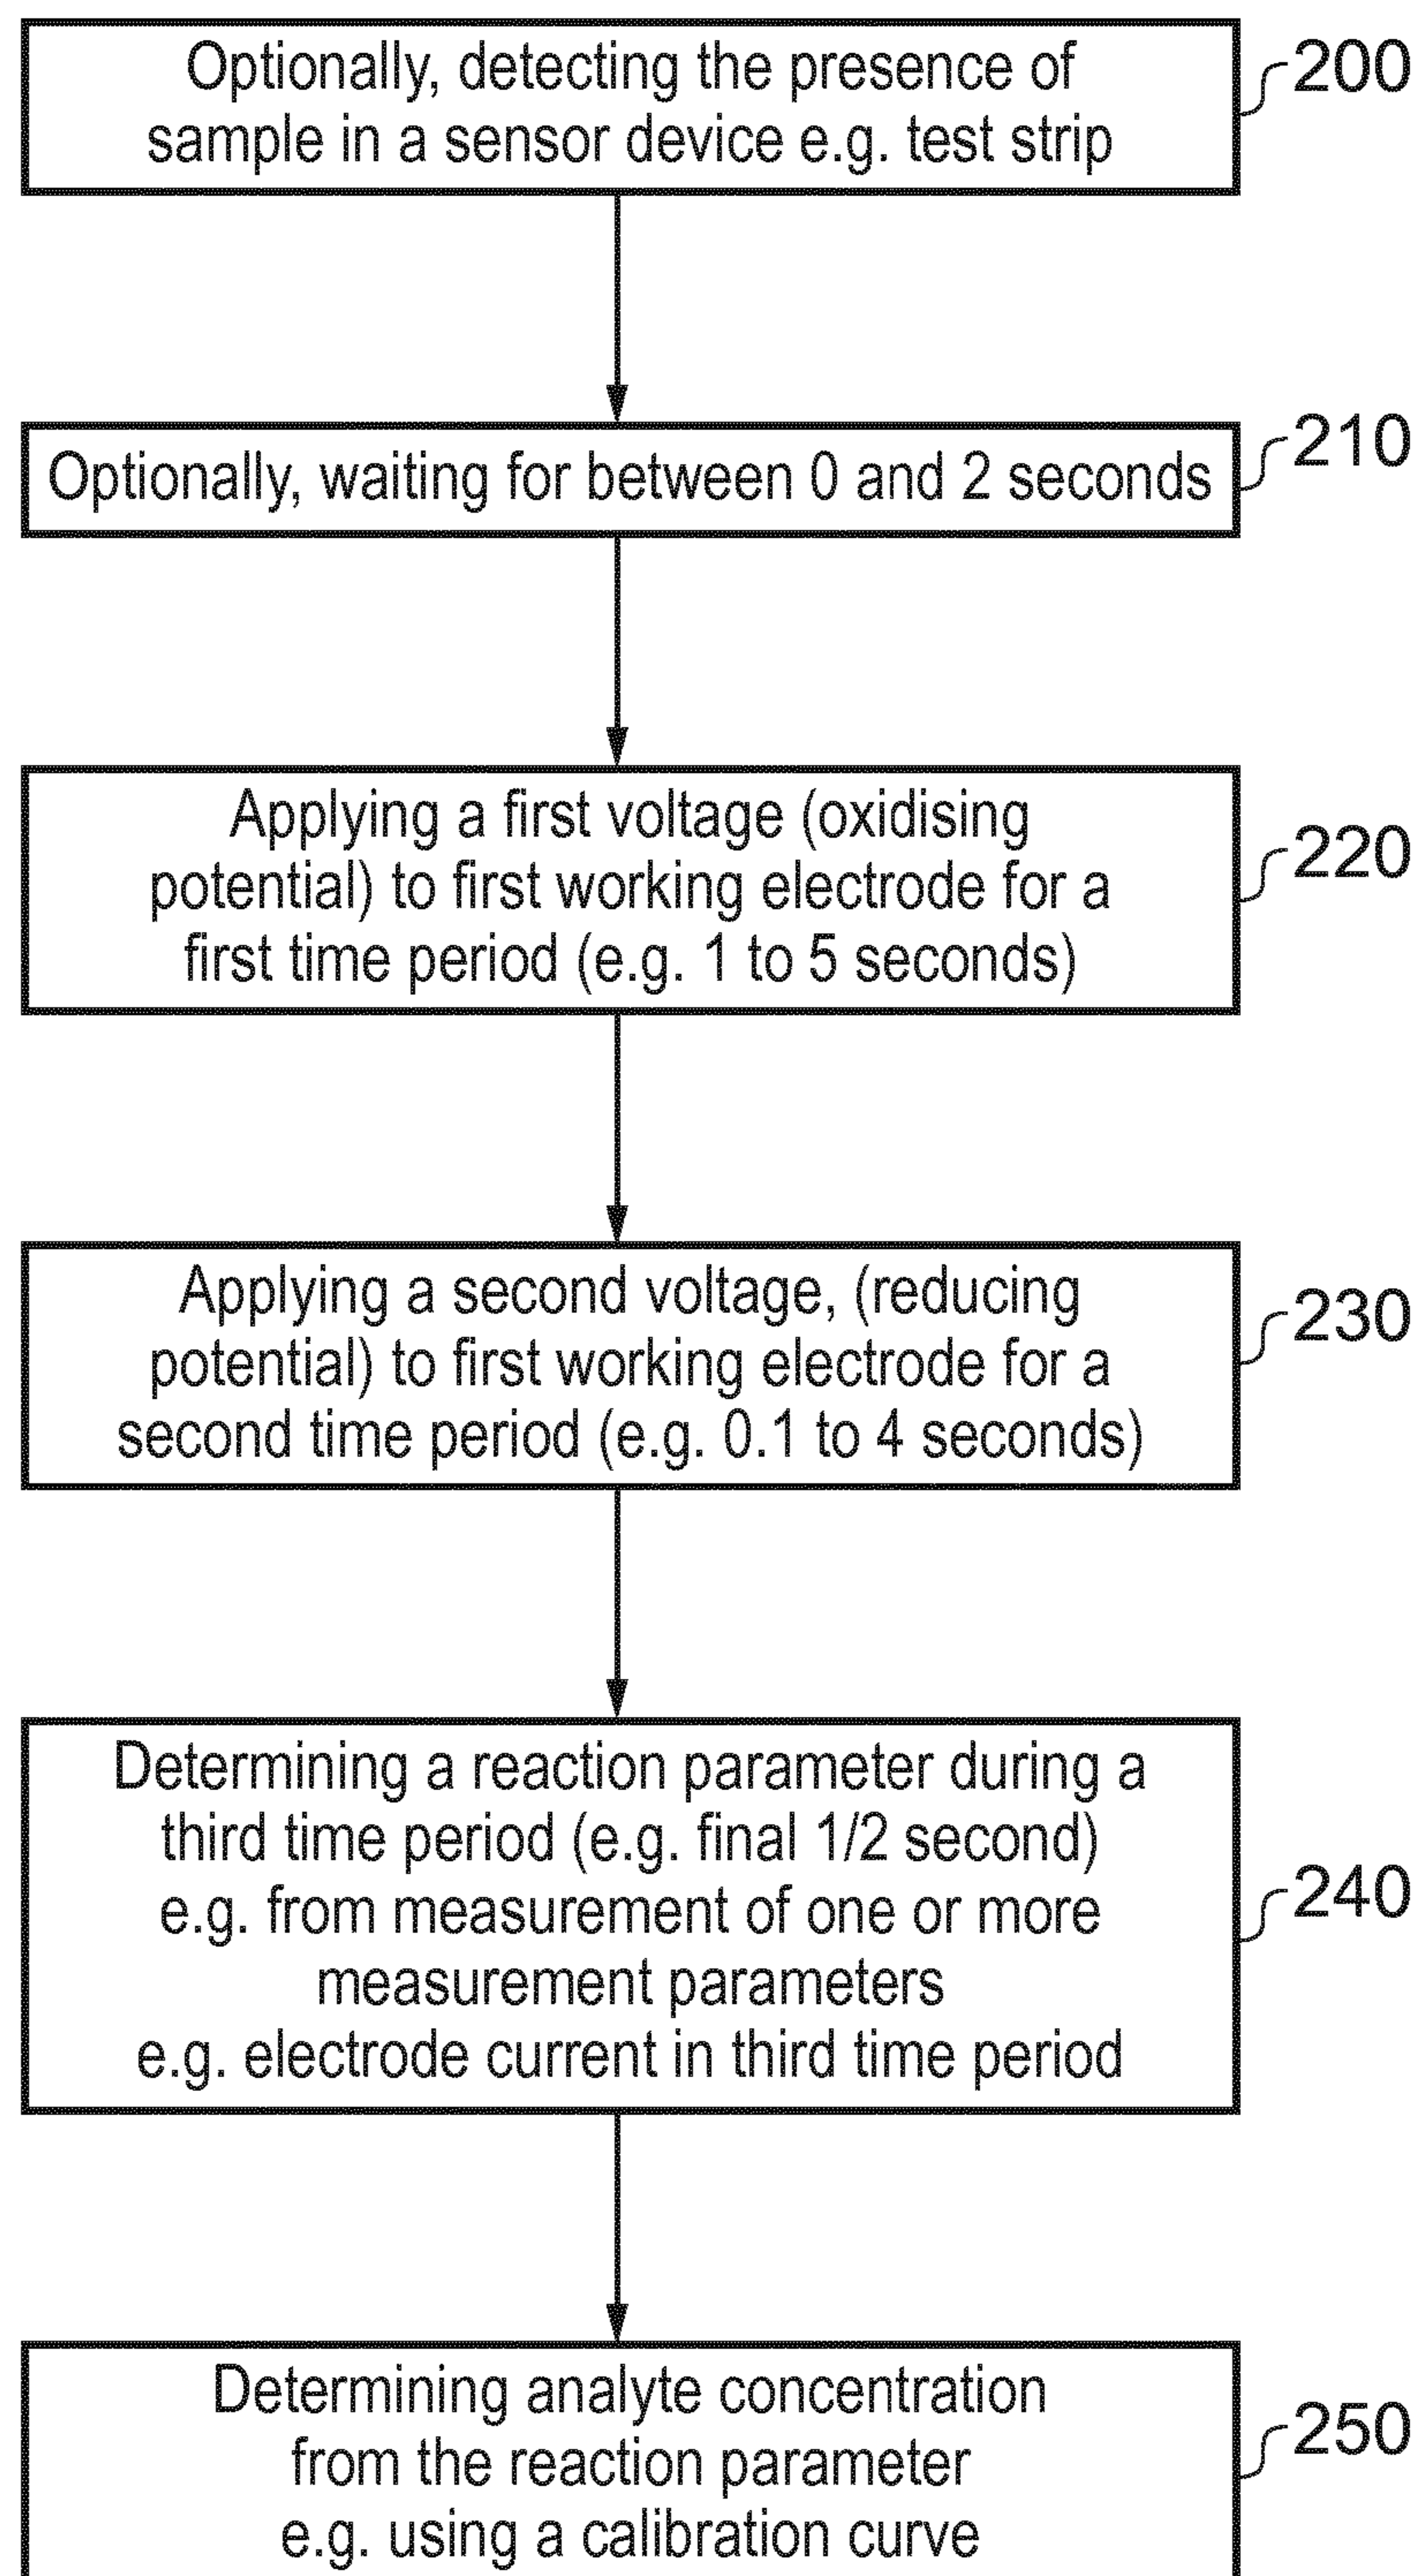 Optionally, detecting the presence of
sample in a sensor device e.g. test strip
200
Optionally, waiting for between 0 and 2 seconds
210
Applying a first voltage (oxidising
potential) to first working electrode for a
first time period (e.g. 1 to 5 seconds)
220
Applying a second voltage, (reducing
potential) to first working electrode for a
second time period (e.g. 0.1 to 4 seconds)
230
Determining a reaction parameter during a
third time period (e.g. final 1/2 second)
e.g. from measurement of one or more
measurement parameters
e.g. electrode current in third time period
240
Determining analyte concentration
from the reaction parameter
e.g. using a calibration curve
250